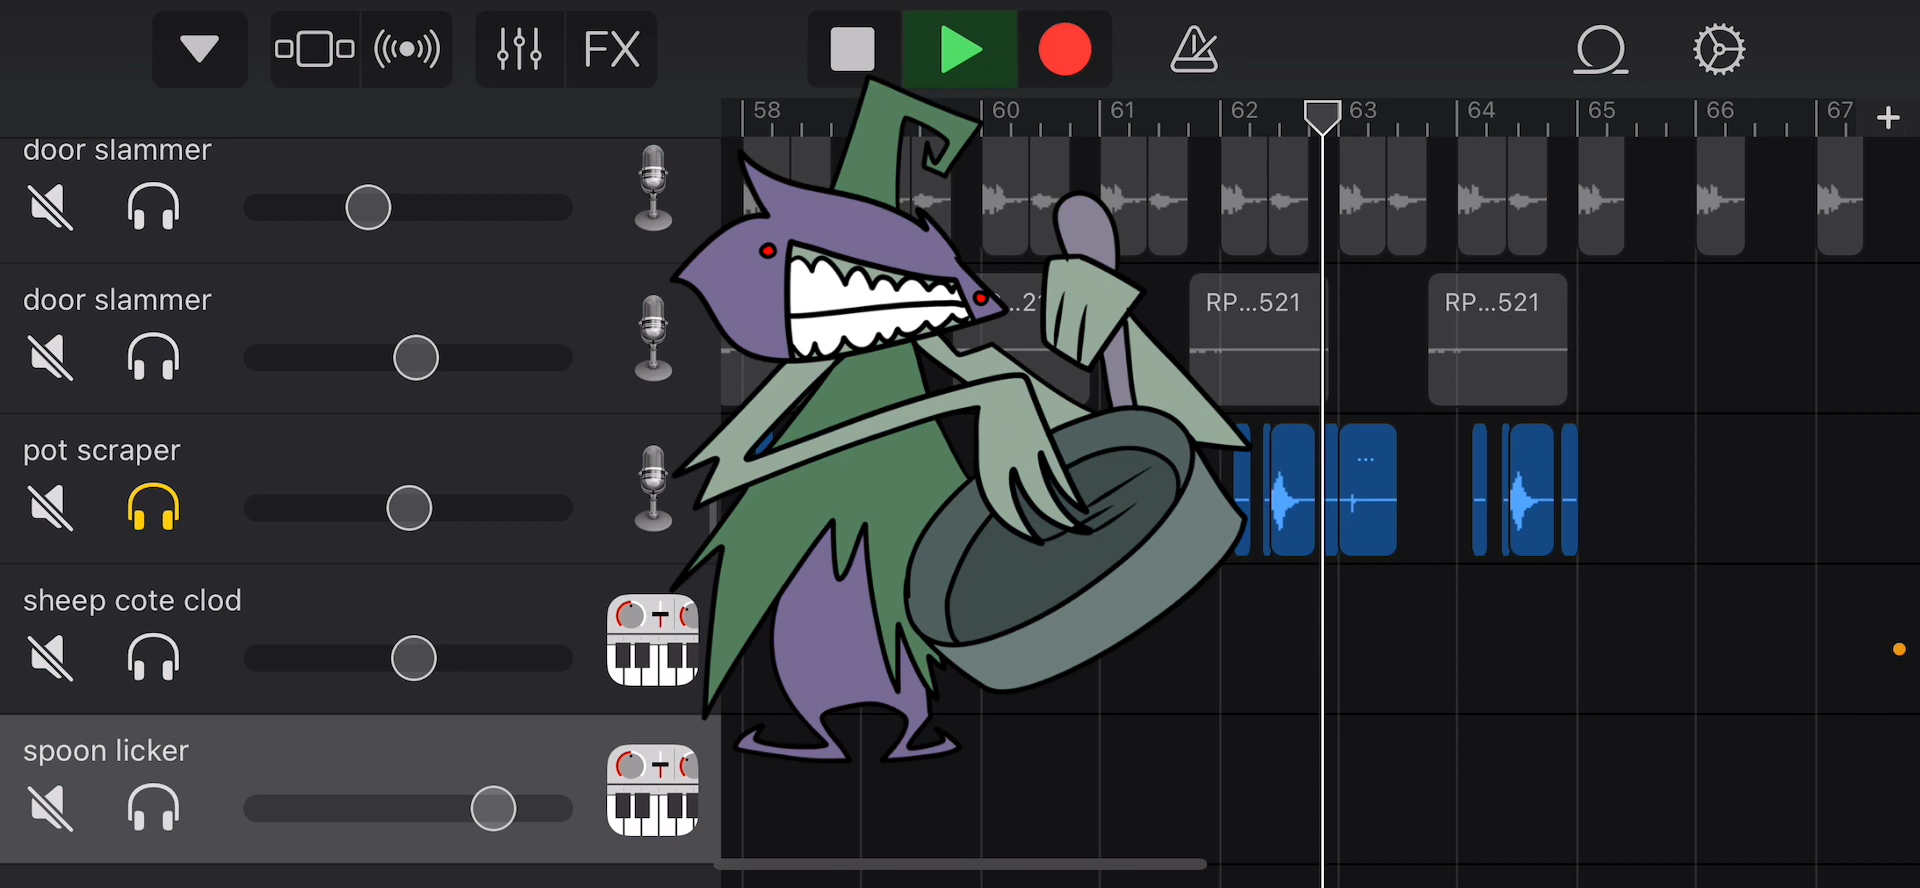 FX
58 60 61 62 63 64 65 66 67 +
door slammer
door slammer
...21 RP...521 RP...521
pot scraper
...
sheep cote clod
spoon licker